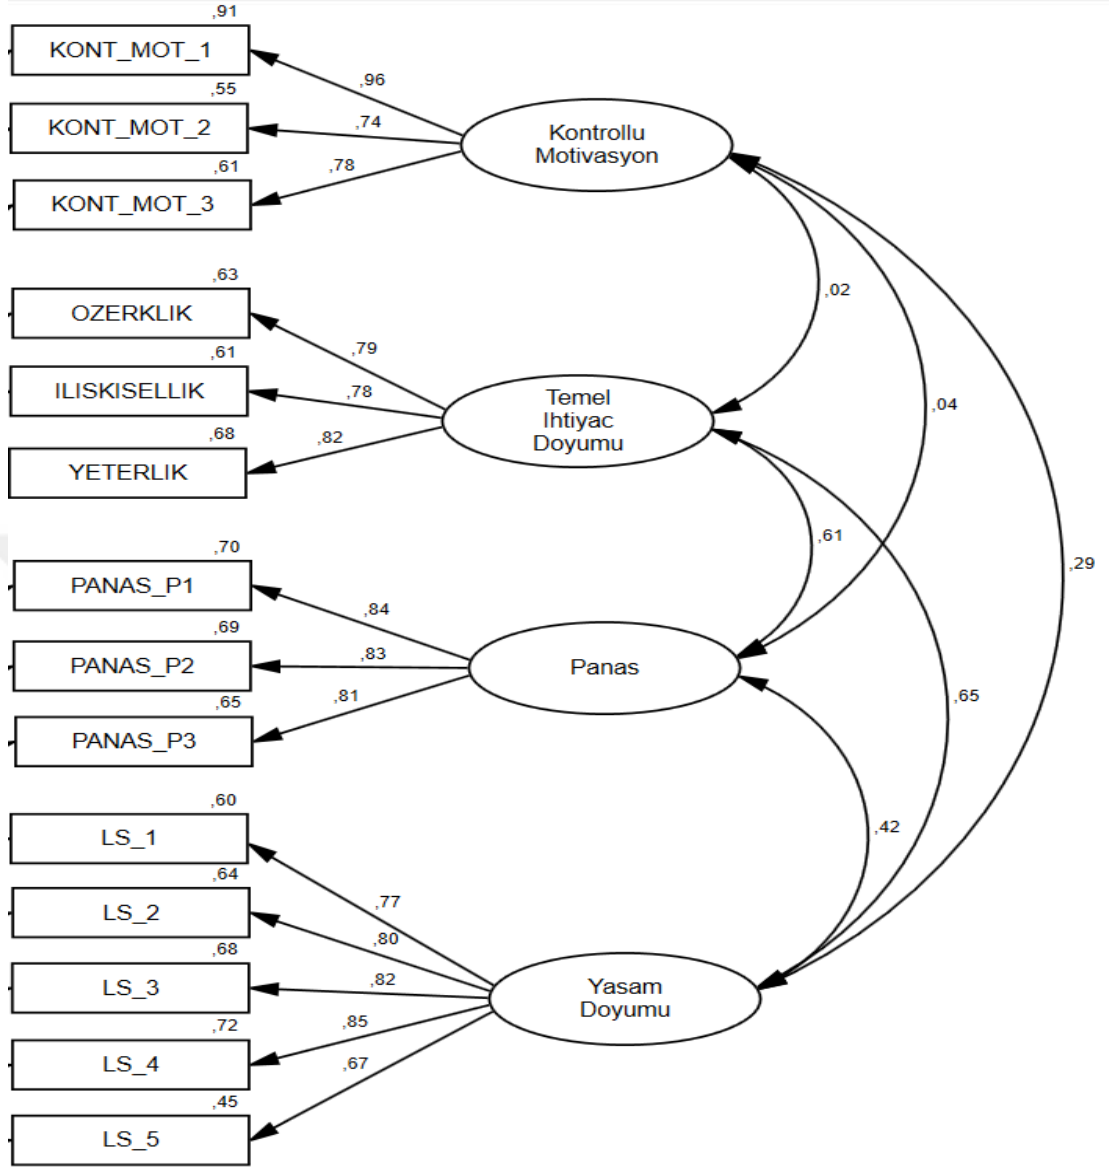 ,91
KONT_MOT_1
,96
,55
KONT_MOT_2
,74
,61
KONT_MOT_3
,78
Kontrollu
Motivasyon
,63
OZERKLIK
,79
,61
ILISKISELLIK
,78
,68
YETERLIK
,82
Temel
Ihtiyac
Doyumu
,02
,04
,29
,70
PANAS_P1
,84
,69
PANAS_P2
,83
,65
PANAS_P3
,81
Panas
,61
,65
,60
LS_1
,77
,64
LS_2
,80
,68
LS_3
,82
,72
LS_4
,85
,45
LS_5
,67
Yasam
Doyumu
,42